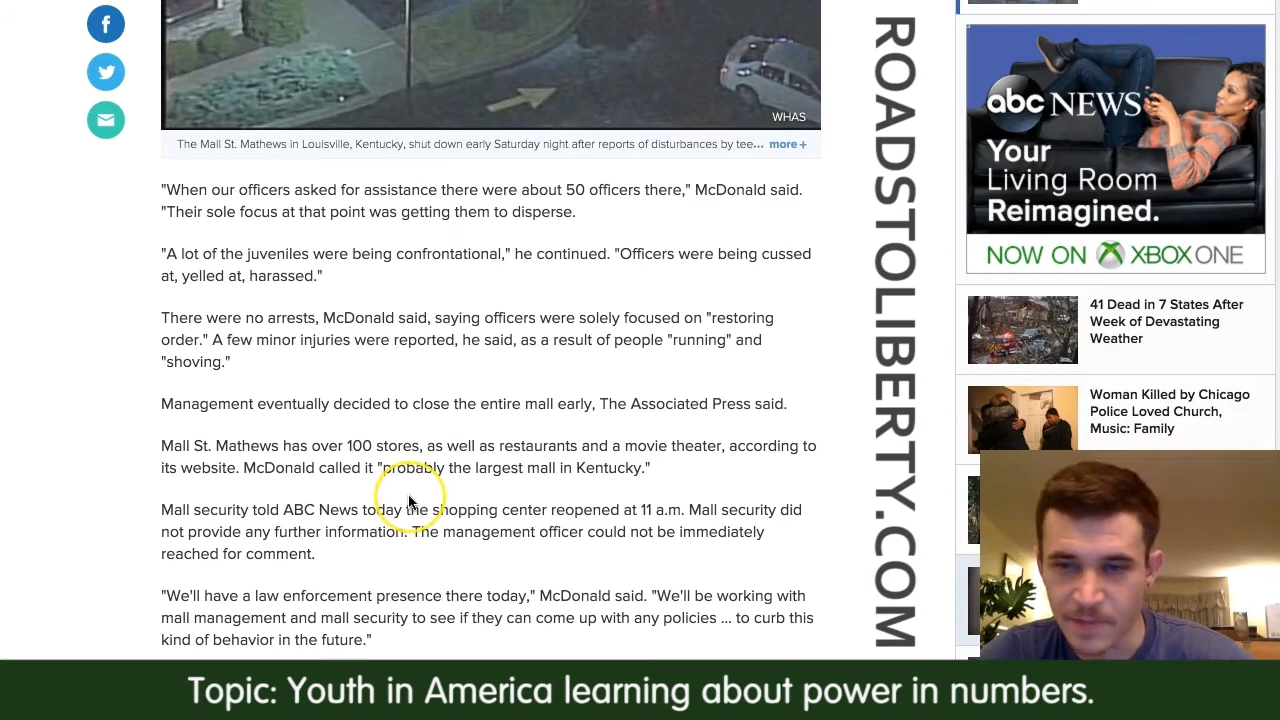 f
WHAS
The Mall St. Mathews in Louisville, Kentucky, shut down early Saturday night after reports of disturbances by tee... more+
"When our officers asked for assistance there were about 50 officers there," McDonald said.
"Their sole focus at that point was getting them to disperse.
"A lot of the juveniles were being confrontational," he continued. "Officers were being cussed
at, yelled at, harassed."
There were no arrests, McDonald said, saying officers were solely focused on "restoring
order." A few minor injuries were reported, he said, as a result of people "running" and
"shoving."
Management eventually decided to close the entire mall early, The Associated Press said.
Mall St. Mathews has over 100 stores, as well as restaurants and a movie theater, according to
its website. McDonald called it "probably the largest mall in Kentucky."
Mall security told ABC News today the shopping center reopened at 11 a.m. Mall security did
not provide any further information. The management officer could not be immediately
reached for comment.
"We'll have a law enforcement presence there today," McDonald said. "We'll be working with
mall management and mall security to see if they can come up with any policies ... to curb this
kind of behavior in the future."
ROADSTOLIBERTY.COM
abc NEWS
Your
Living Room
Reimagined.
NOW ON XBOX ONE
41 Dead in 7 States After
Week of Devastating
Weather
Woman Killed by Chicago
Police Loved Church,
Music: Family
Topic: Youth in America learning about power in numbers.